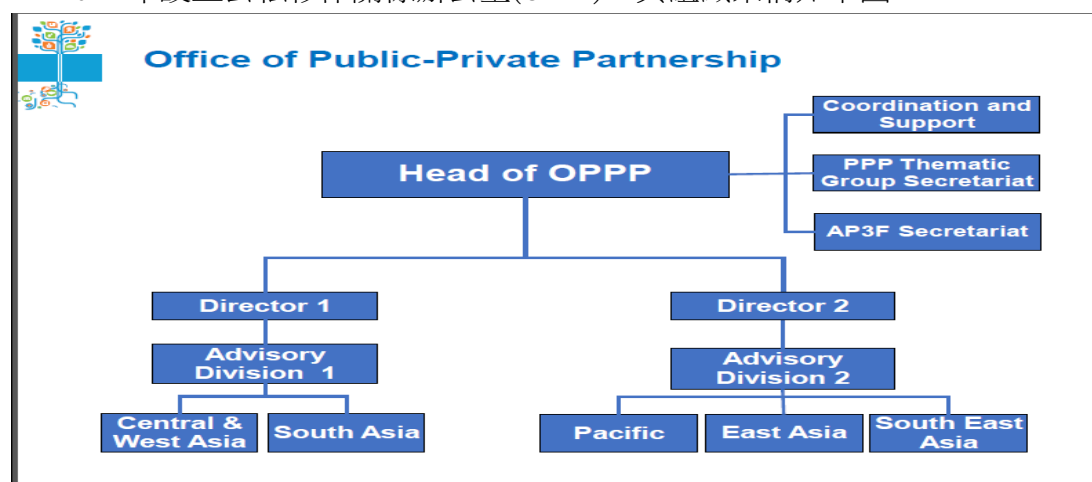 Office of Public-Private Partnership
Coordination and
Support
Head of OPPP
PPP Thematic
Group Secretariat
AP3F Secretariat
Director 1
Director 2
Advisory
Division 1
Advisory
Division 2
Central &
West Asia
South Asia
Pacific
East Asia
South East
Asia